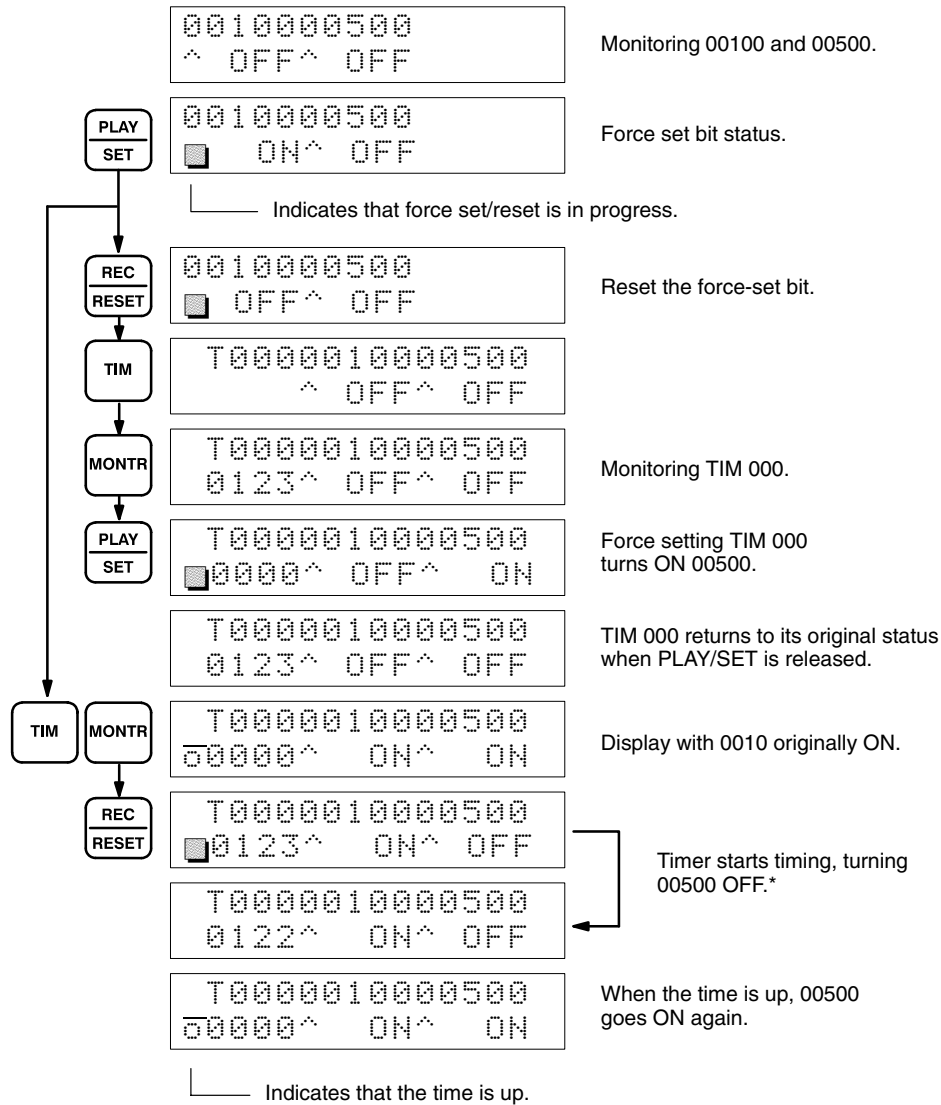 0010000500
^ OFF^ OFF
Monitoring 00100 and 00500.
PLAY
SET
0010000500
ON^ OFF
Force set bit status.
Indicates that force set/reset is in progress.
REC
RESET
0010000500
OFF^ OFF
Reset the force-set bit.
TIM
T0000010000500
^ OFF^ OFF
MONTR
T0000010000500
0123^ OFF^ OFF
Monitoring TIM 000.
PLAY
SET
T0000010000500
0000^ OFF^ ON
Force setting TIM 000
turns ON 00500.
T0000010000500
0123^ OFF^ OFF
TIM 000 returns to its original status
when PLAY/SET is released.
TIM
MONTR
T0000010000500
o̅0000^ ON^ ON
Display with 0010 originally ON.
REC
RESET
T0000010000500
0123^ ON^ OFF
Timer starts timing, turning
00500 OFF.*
T0000010000500
0122^ ON^ OFF
T0000010000500
o̅0000^ ON^ ON
When the time is up, 00500
goes ON again.
Indicates that the time is up.